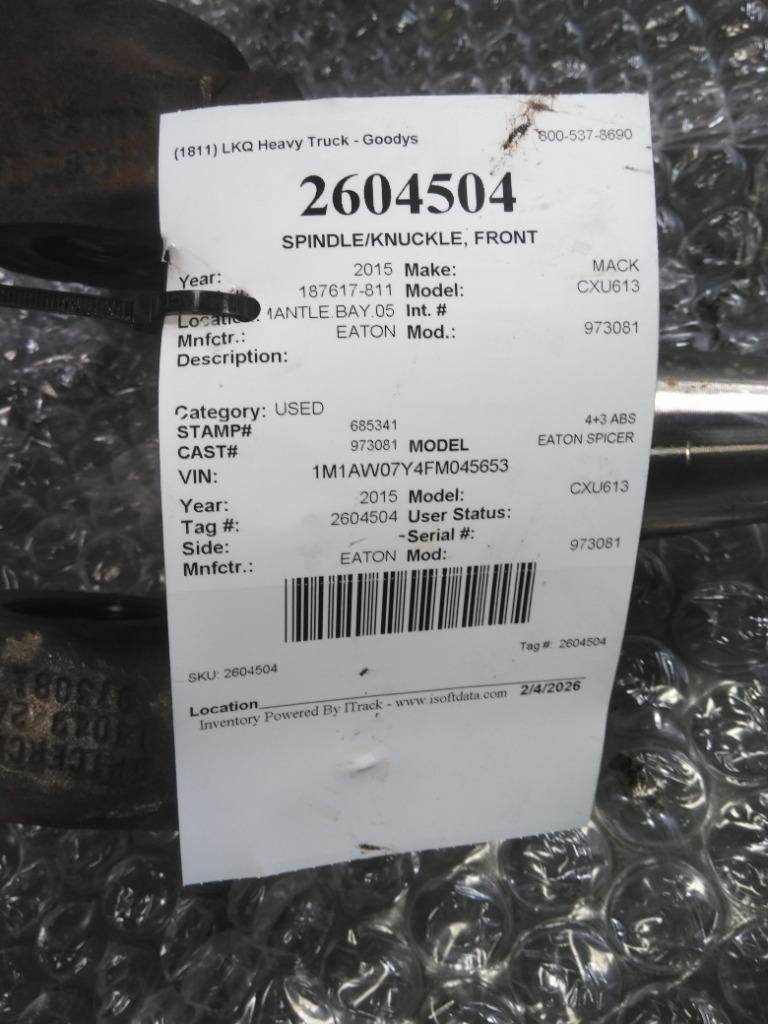 (1811) LKQ Heavy Truck - Goodys 800-537-8690
2604504
SPINDLE/KNUCKLE, FRONT
Year: 2015 Make: MACK
187617-811 Model: CXU613
MANTLE.BAY.05 Int. #
Mnfctr.: EATON Mod.: 973081
Description:
Category: USED
STAMP# 685341 4+3 ABS
CAST# 973081 MODEL EATON SPICER
VIN: 1M1AW07Y4FM045653
Year: 2015 Model: CXU613
Tag #: 2604504 User Status:
Side: Serial #:
Mnfctr.: EATON Mod: 973081
SKU: 2604504 Tag #: 2604504
Location 2/4/2026
Inventory Powered By ITrack - www.isoftdata.com